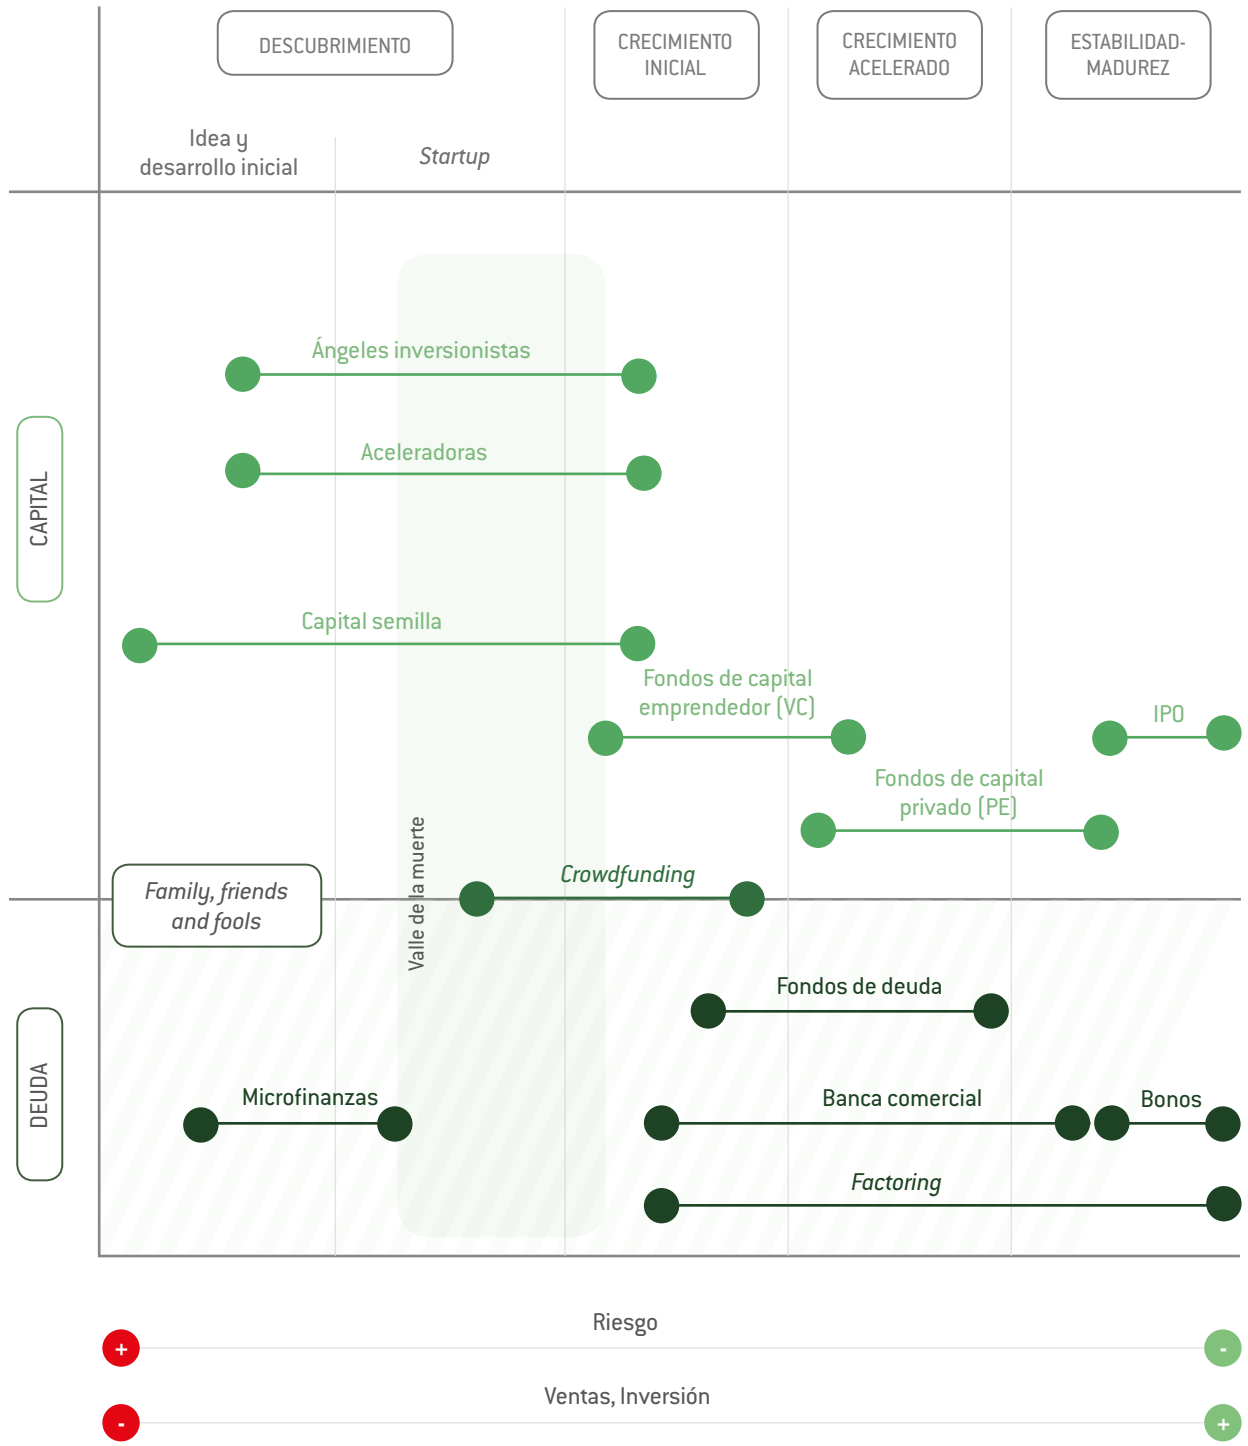 DESCUBRIMIENTO
CRECIMIENTO
INICIAL
CRECIMIENTO
ACELERADO
ESTABILIDAD-
MADUREZ
Idea y
desarrollo inicial
Startup
CAPITAL
Ángeles inversionistas
Aceleradoras
Capital semilla
Fondos de capital
emprendedor (VC)
IPO
Fondos de capital
privado (PE)
Valle de la muerte
Crowdfunding
Family, friends
and fools
DEUDA
Fondos de deuda
Microfinanzas
Banca comercial
Bonos
Factoring
Riesgo
+
-
Ventas, Inversión
-
+